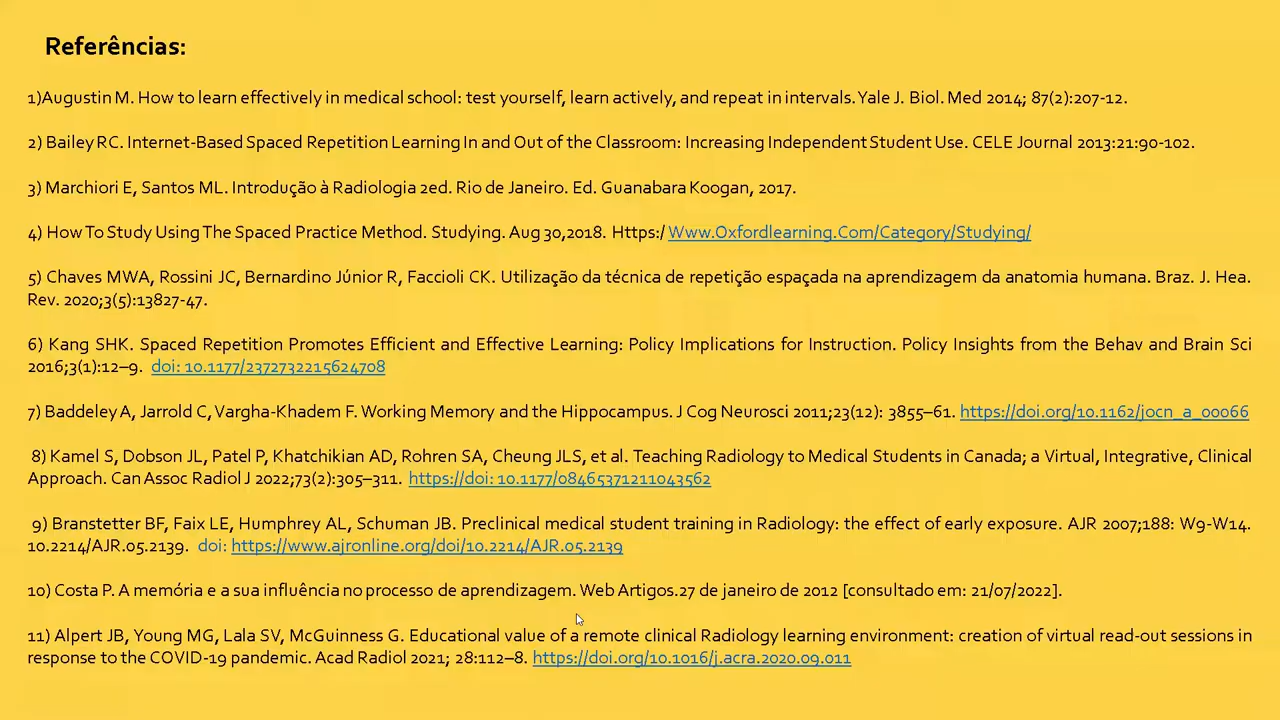 Referências:
1)Augustin M. How to learn effectively in medical school: test yourself, learn actively, and repeat in intervals. Yale J. Biol. Med 2014; 87(2):207-12.
2) Bailey RC. Internet-Based Spaced Repetition Learning In and Out of the Classroom: Increasing Independent Student Use. CELE Journal 2013:21:90-102.
3) Marchiori E, Santos ML. Introdução à Radiologia 2ed. Rio de Janeiro. Ed. Guanabara Koogan, 2017.
4) How To Study Using The Spaced Practice Method. Studying. Aug 30,2018. Https:/ Www.Oxfordlearning.Com/Category/Studying/
5) Chaves MWA, Rossini JC, Bernardino Júnior R, Faccioli CK. Utilização da técnica de repetição espaçada na aprendizagem da anatomia humana. Braz. J. Hea.
Rev. 2020;3(5):13827-47.
6) Kang SHK. Spaced Repetition Promotes Efficient and Effective Learning: Policy Implications for Instruction. Policy Insights from the Behav and Brain Sci
2016;3(1):12–9. doi: 10.1177/2372732215624708
7) Baddeley A, Jarrold C, Vargha-Khadem F. Working Memory and the Hippocampus. J Cog Neurosci 2011;23(12): 3855–61. https://doi.org/10.1162/jocn_a_00066
8) Kamel S, Dobson JL, Patel P, Khatchikian AD, Rohren SA, Cheung JLS, et al. Teaching Radiology to Medical Students in Canada; a Virtual, Integrative, Clinical
Approach. Can Assoc Radiol J 2022;73(2):305–311. https://doi: 10.1177/08465371211043562
9) Branstetter BF, Faix LE, Humphrey AL, Schuman JB. Preclinical medical student training in Radiology: the effect of early exposure. AJR 2007;188: W9-W14.
10.2214/AJR.05.2139. doi: https://www.ajronline.org/doi/10.2214/AJR.05.2139
10) Costa P. A memória e a sua influência no processo de aprendizagem. Web Artigos.27 de janeiro de 2012 [consultado em: 21/07/2022].
11) Alpert JB, Young MG, Lala SV, McGuinness G. Educational value of a remote clinical Radiology learning environment: creation of virtual read-out sessions in
response to the COVID-19 pandemic. Acad Radiol 2021; 28:112–8. https://doi.org/10.1016/j.acra.2020.09.011